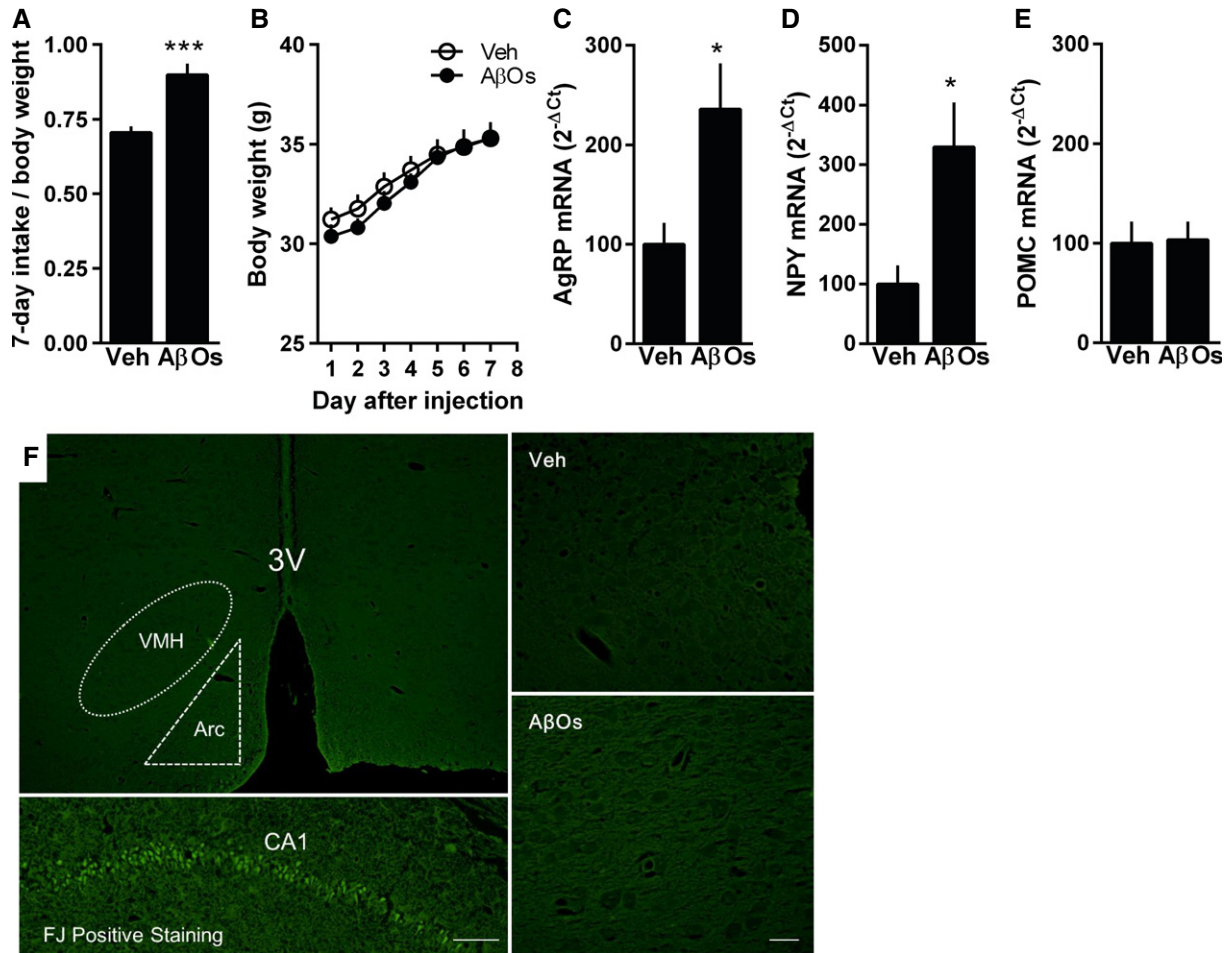 A
7-day intake / body weight
1.00
0.75
0.50
0.25
0.00
***
Veh AβOs
B
Body weight (g)
40
35
30
25
Veh
AβOs
1 2 3 4 5 6 7 8
Day after injection
C
AgRP mRNA (2-ΔCt)
300
200
100
0
*
Veh AβOs
D
NPY mRNA (2-ΔCt)
500
400
300
200
100
0
*
Veh AβOs
E
POMC mRNA (2-ΔCt)
300
200
100
0
Veh AβOs
F
3V
VMH
Arc
CA1
FJ Positive Staining
Veh
AβOs